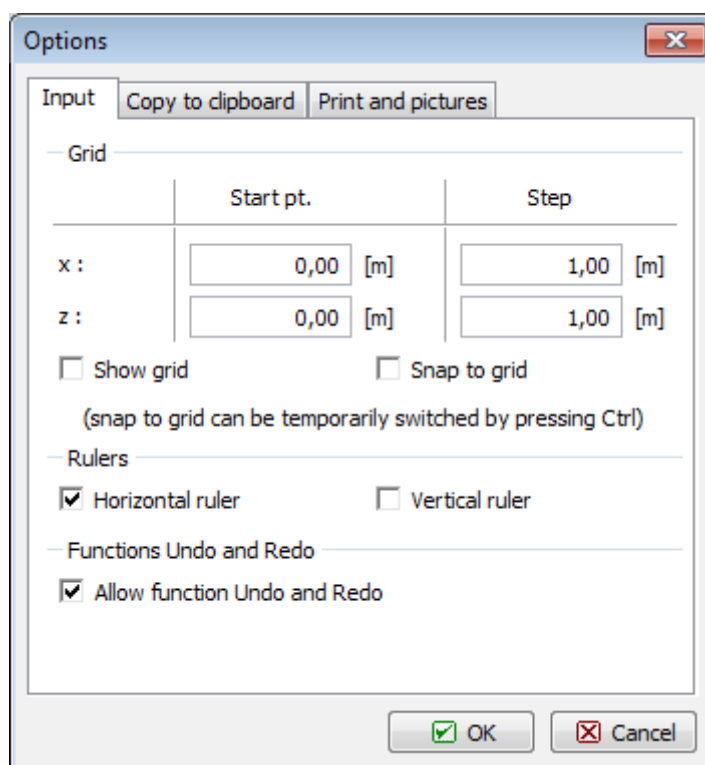 Options
Input Copy to clipboard Print and pictures
Grid
Start pt. Step
x : 0,00 [m] 1,00 [m]
z : 0,00 [m] 1,00 [m]
Show grid Snap to grid
(snap to grid can be temporarily switched by pressing Ctrl)
Rulers
Horizontal ruler Vertical ruler
Functions Undo and Redo
Allow function Undo and Redo
OK Cancel